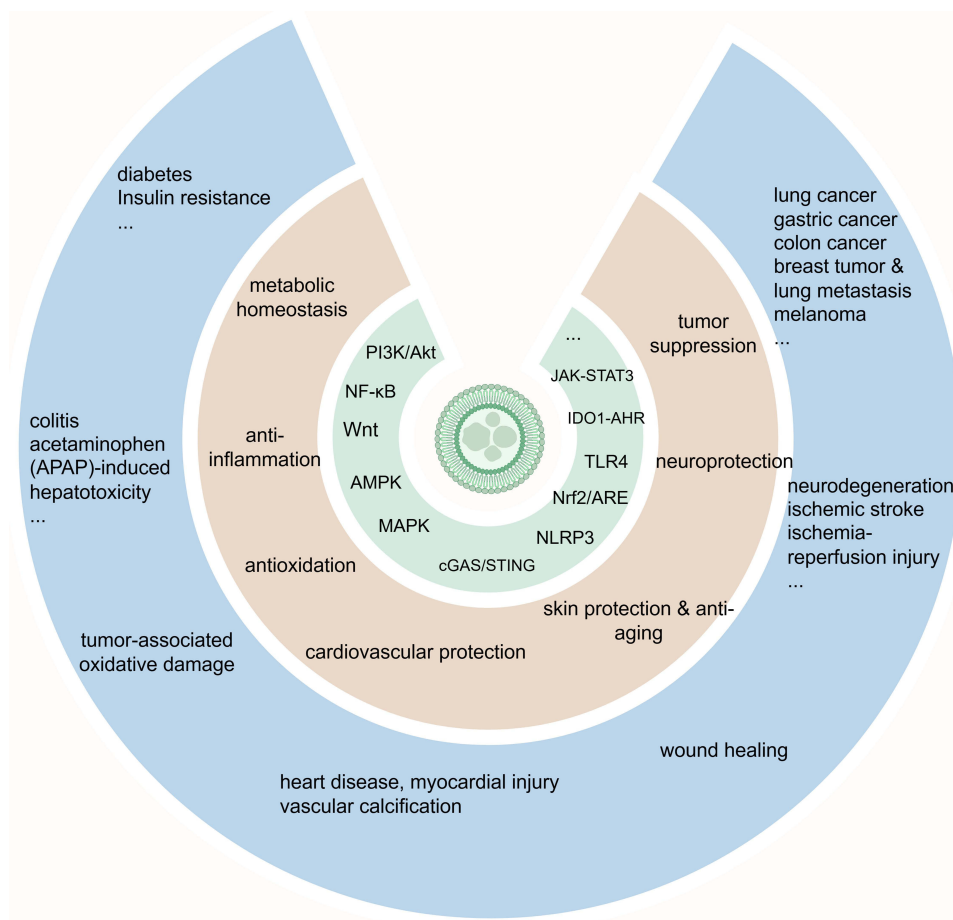 diabetes
Insulin resistance
...
colitis
acetaminophen
(APAP)-induced
hepatotoxicity
...
tumor-associated
oxidative damage
heart disease, myocardial injury
vascular calcification
wound healing
neurodegeneration
ischemic stroke
ischemia-
reperfusion injury
...
lung cancer
gastric cancer
colon cancer
breast tumor &
lung metastasis
melanoma
...
metabolic
homeostasis
anti-
inflammation
antioxidation
cardiovascular protection
skin protection & anti-
aging
neuroprotection
tumor
suppression
PI3K/Akt
NF-κB
Wnt
AMPK
MAPK
cGAS/STING
NLRP3
Nrf2/ARE
TLR4
IDO1-AHR
JAK-STAT3
...